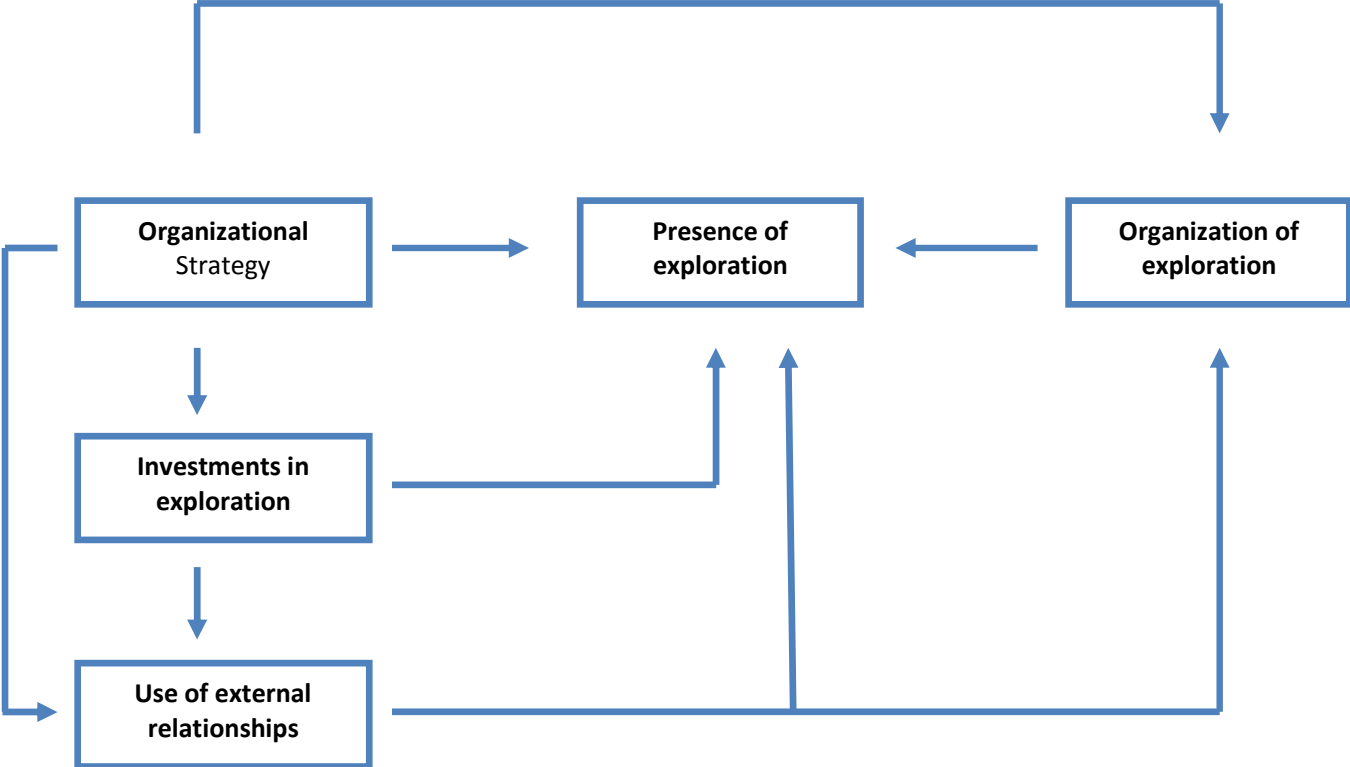 Organizational
Strategy
Presence of
exploration
Organization of
exploration
Investments in
exploration
Use of external
relationships